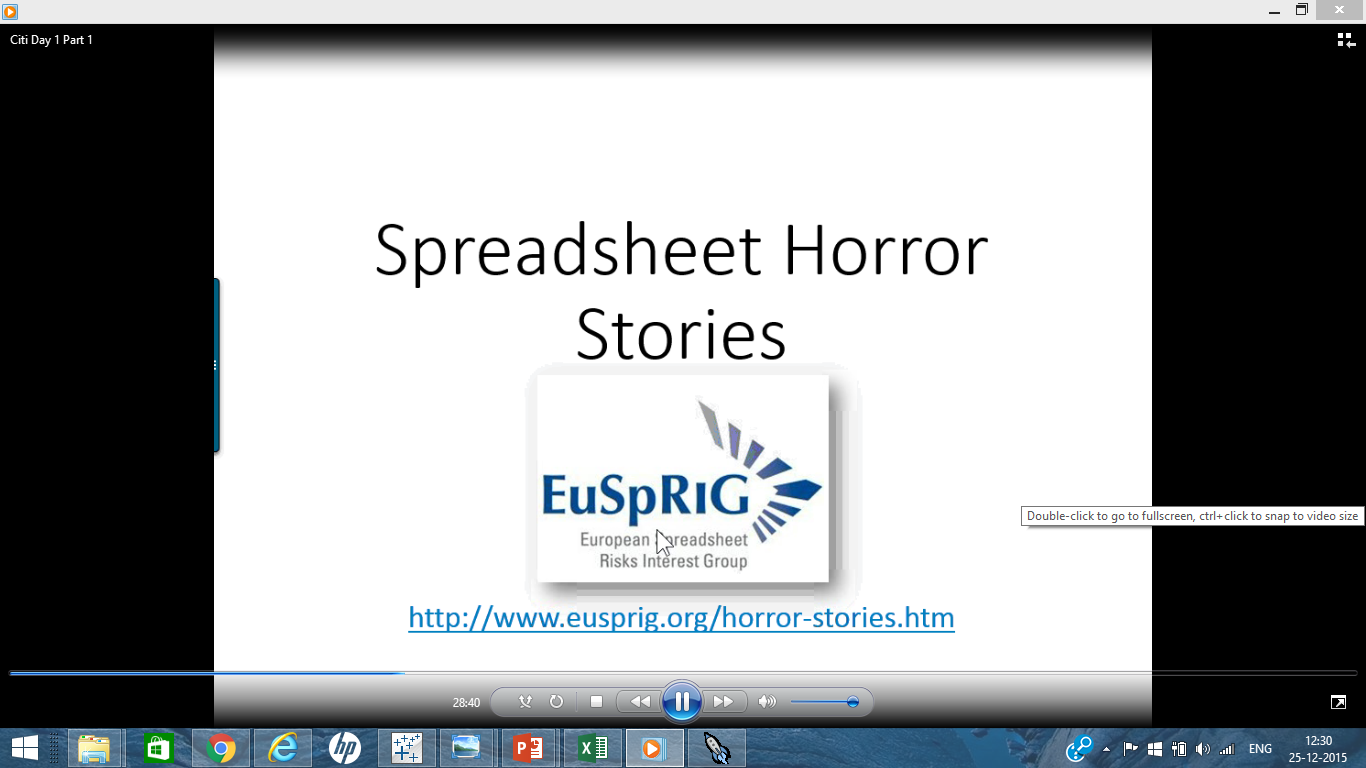 Citi Day 1 Part 1
Spreadsheet Horror
Stories
EuSpRIG
European Spreadsheet
Risks Interest Group
Double-click to go to fullscreen, ctrl+click to snap to video size
http://www.eusprig.org/horror-stories.htm
28:40
ENG
12:30
25-12-2015